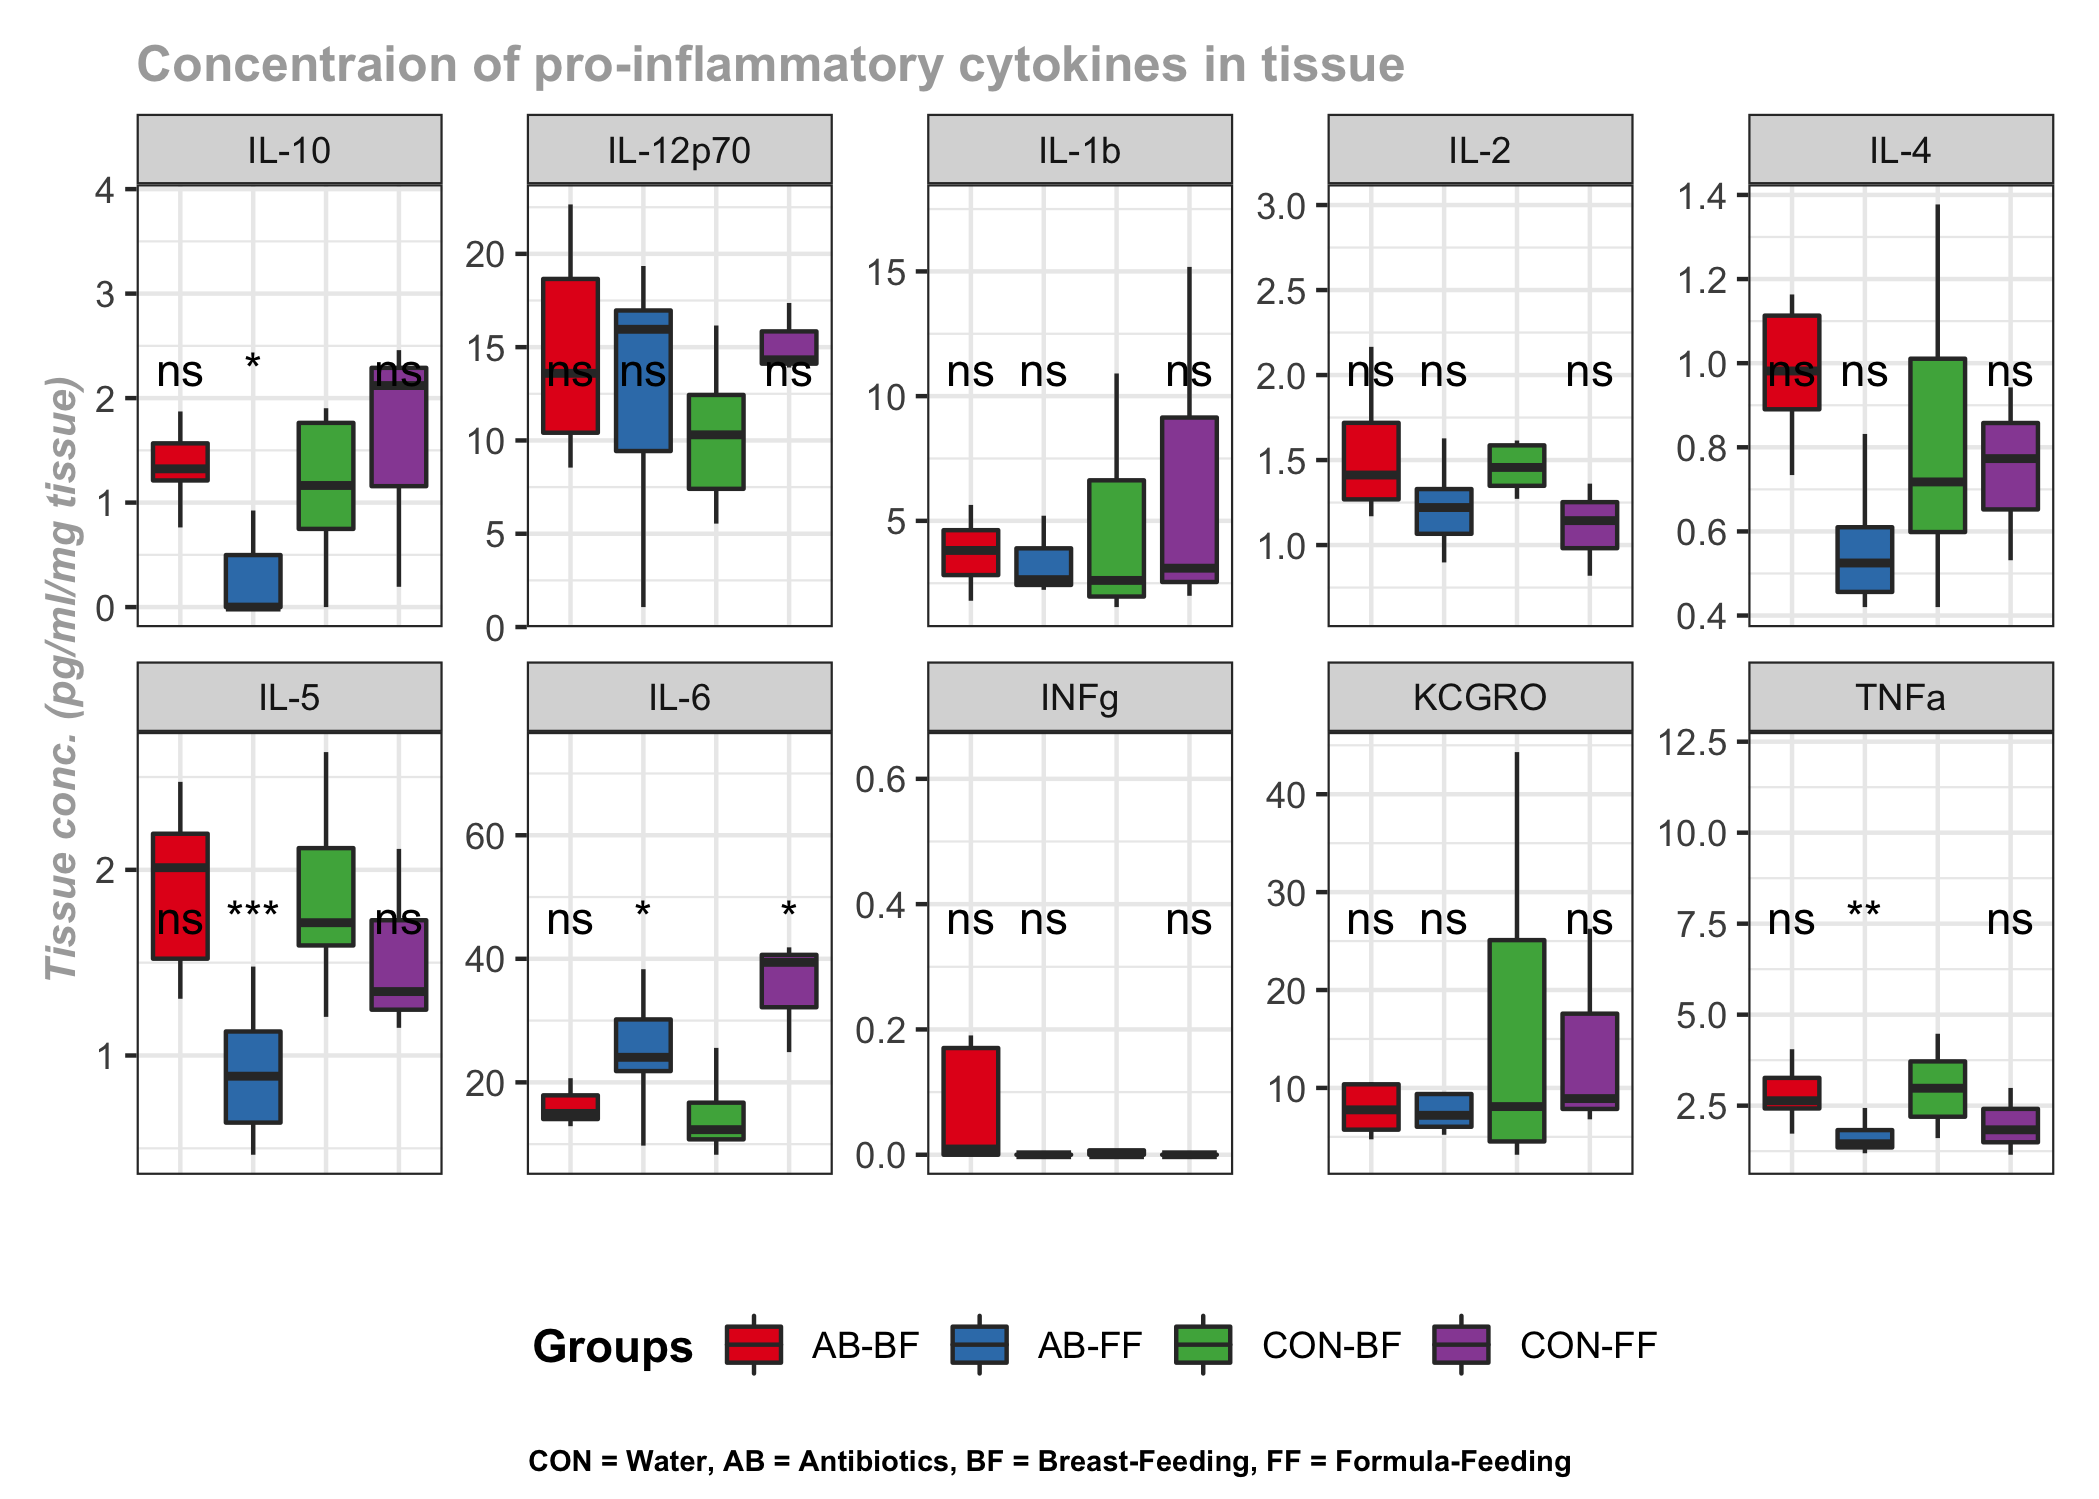 Concentraion of pro-inflammatory cytokines in tissue
Tissue conc. (pg/ml/mg tissue)
IL-10
IL-12p70
IL-1b
IL-2
IL-4
4
3
2
1
0
ns
*
ns
20
15
10
5
0
ns
ns
ns
15
10
5
ns
ns
ns
3.0
2.5
2.0
1.5
1.0
ns
ns
ns
1.4
1.2
1.0
0.8
0.6
0.4
ns
ns
ns
IL-5
IL-6
INFg
KCGRO
TNFa
2
1
ns
***
ns
60
40
20
ns
*
*
0.6
0.4
0.2
0.0
ns
ns
ns
40
30
20
10
ns
ns
ns
12.5
10.0
7.5
5.0
2.5
ns
**
ns
Groups AB-BF AB-FF CON-BF CON-FF
CON = Water, AB = Antibiotics, BF = Breast-Feeding, FF = Formula-Feeding